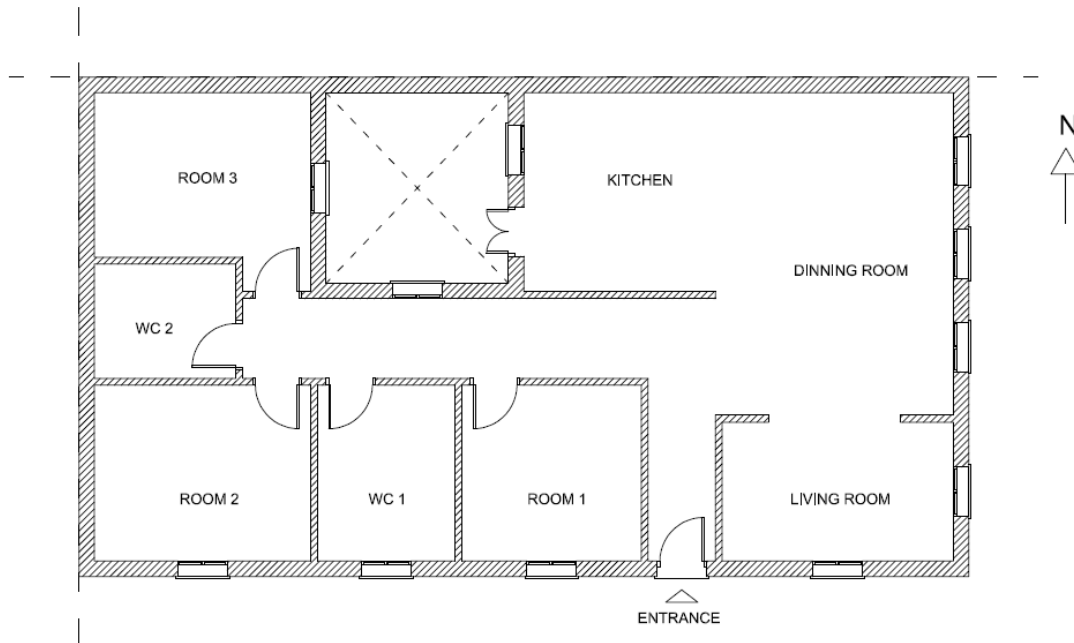 N
ROOM 3
KITCHEN
DINNING ROOM
WC 2
ROOM 2
WC 1
ROOM 1
LIVING ROOM
ENTRANCE